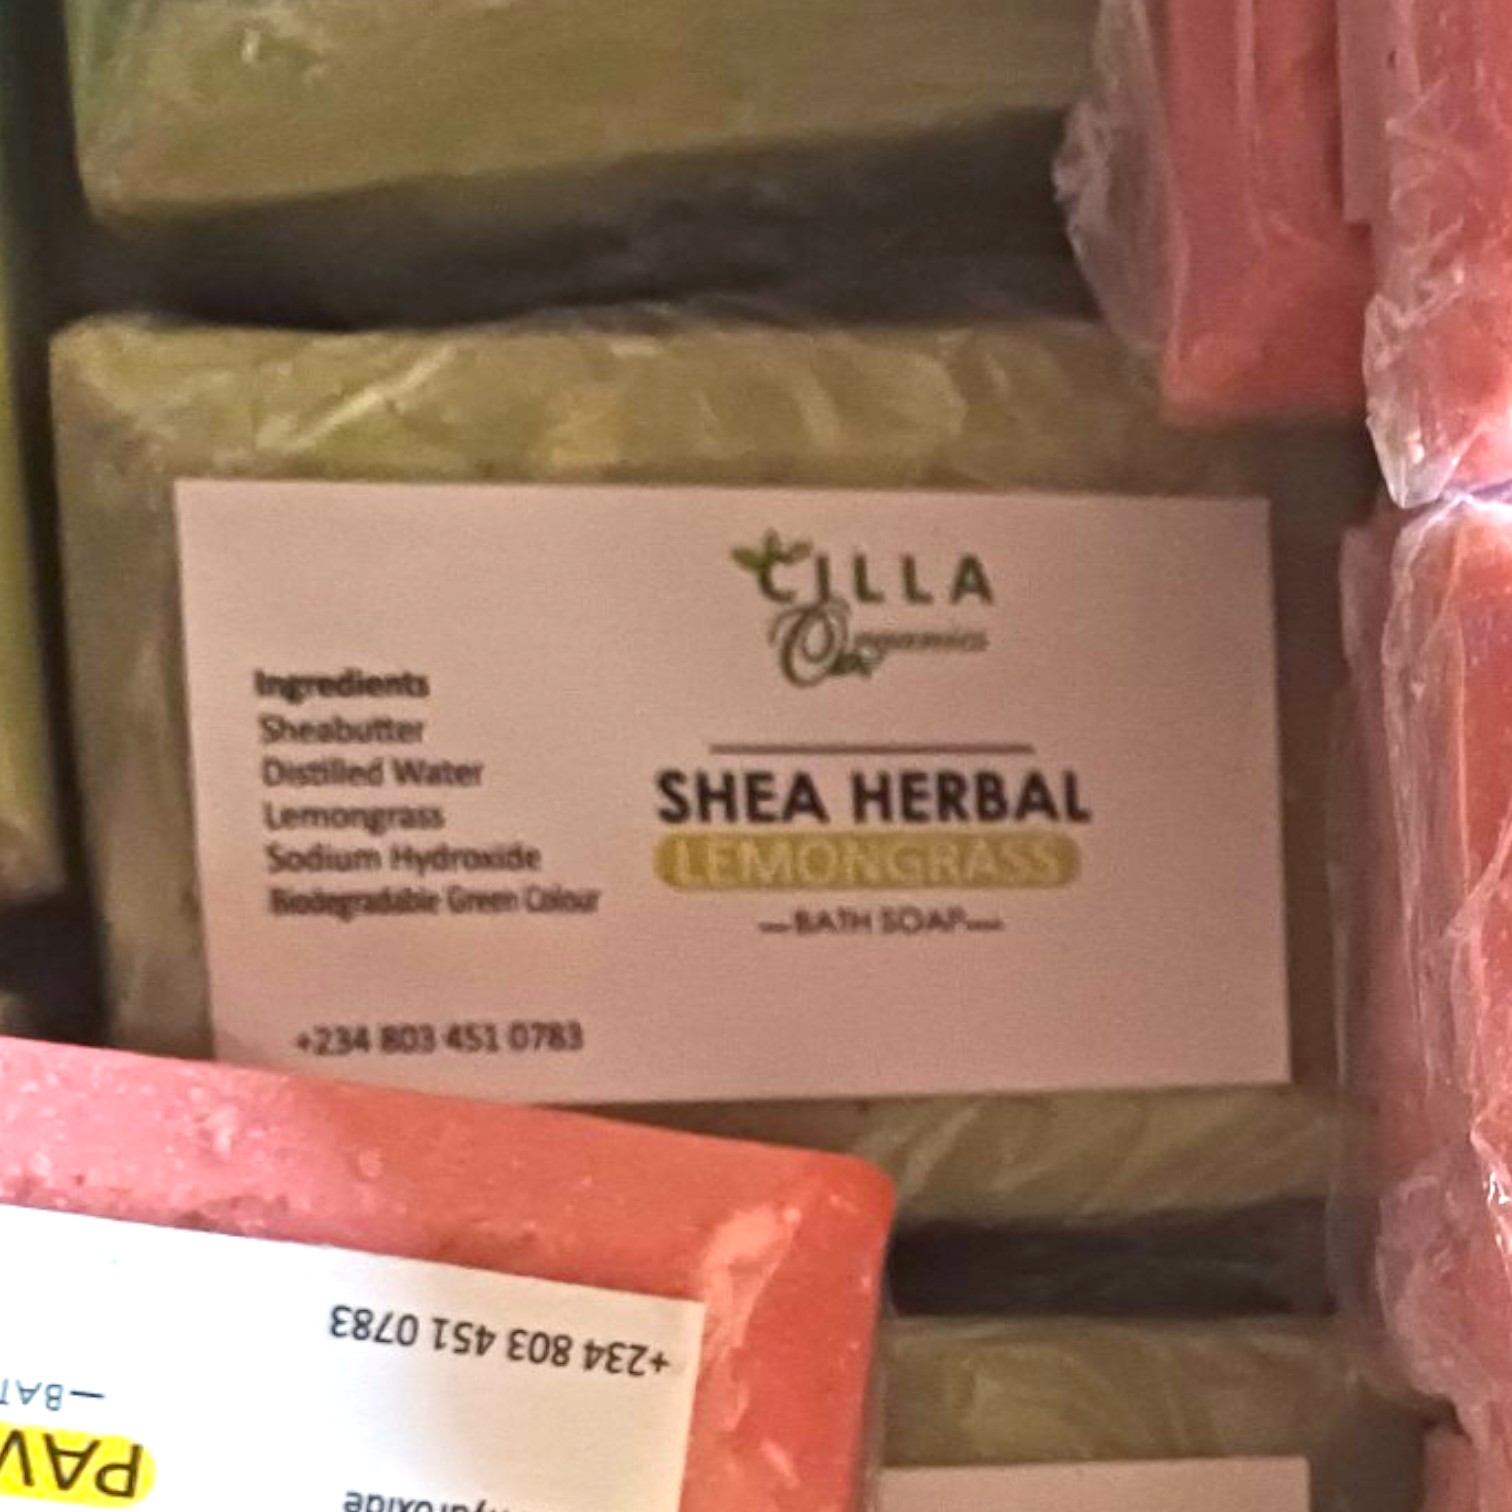 CILLA
Organics
Ingredients
Sheabutter
Distilled Water
Lemongrass
Sodium Hydroxide
Biodegradable Green Colour
+234 803 451 0783
SHEA HERBAL
LEMONGRASS
—BATH SOAP—
+234 803 451 0783